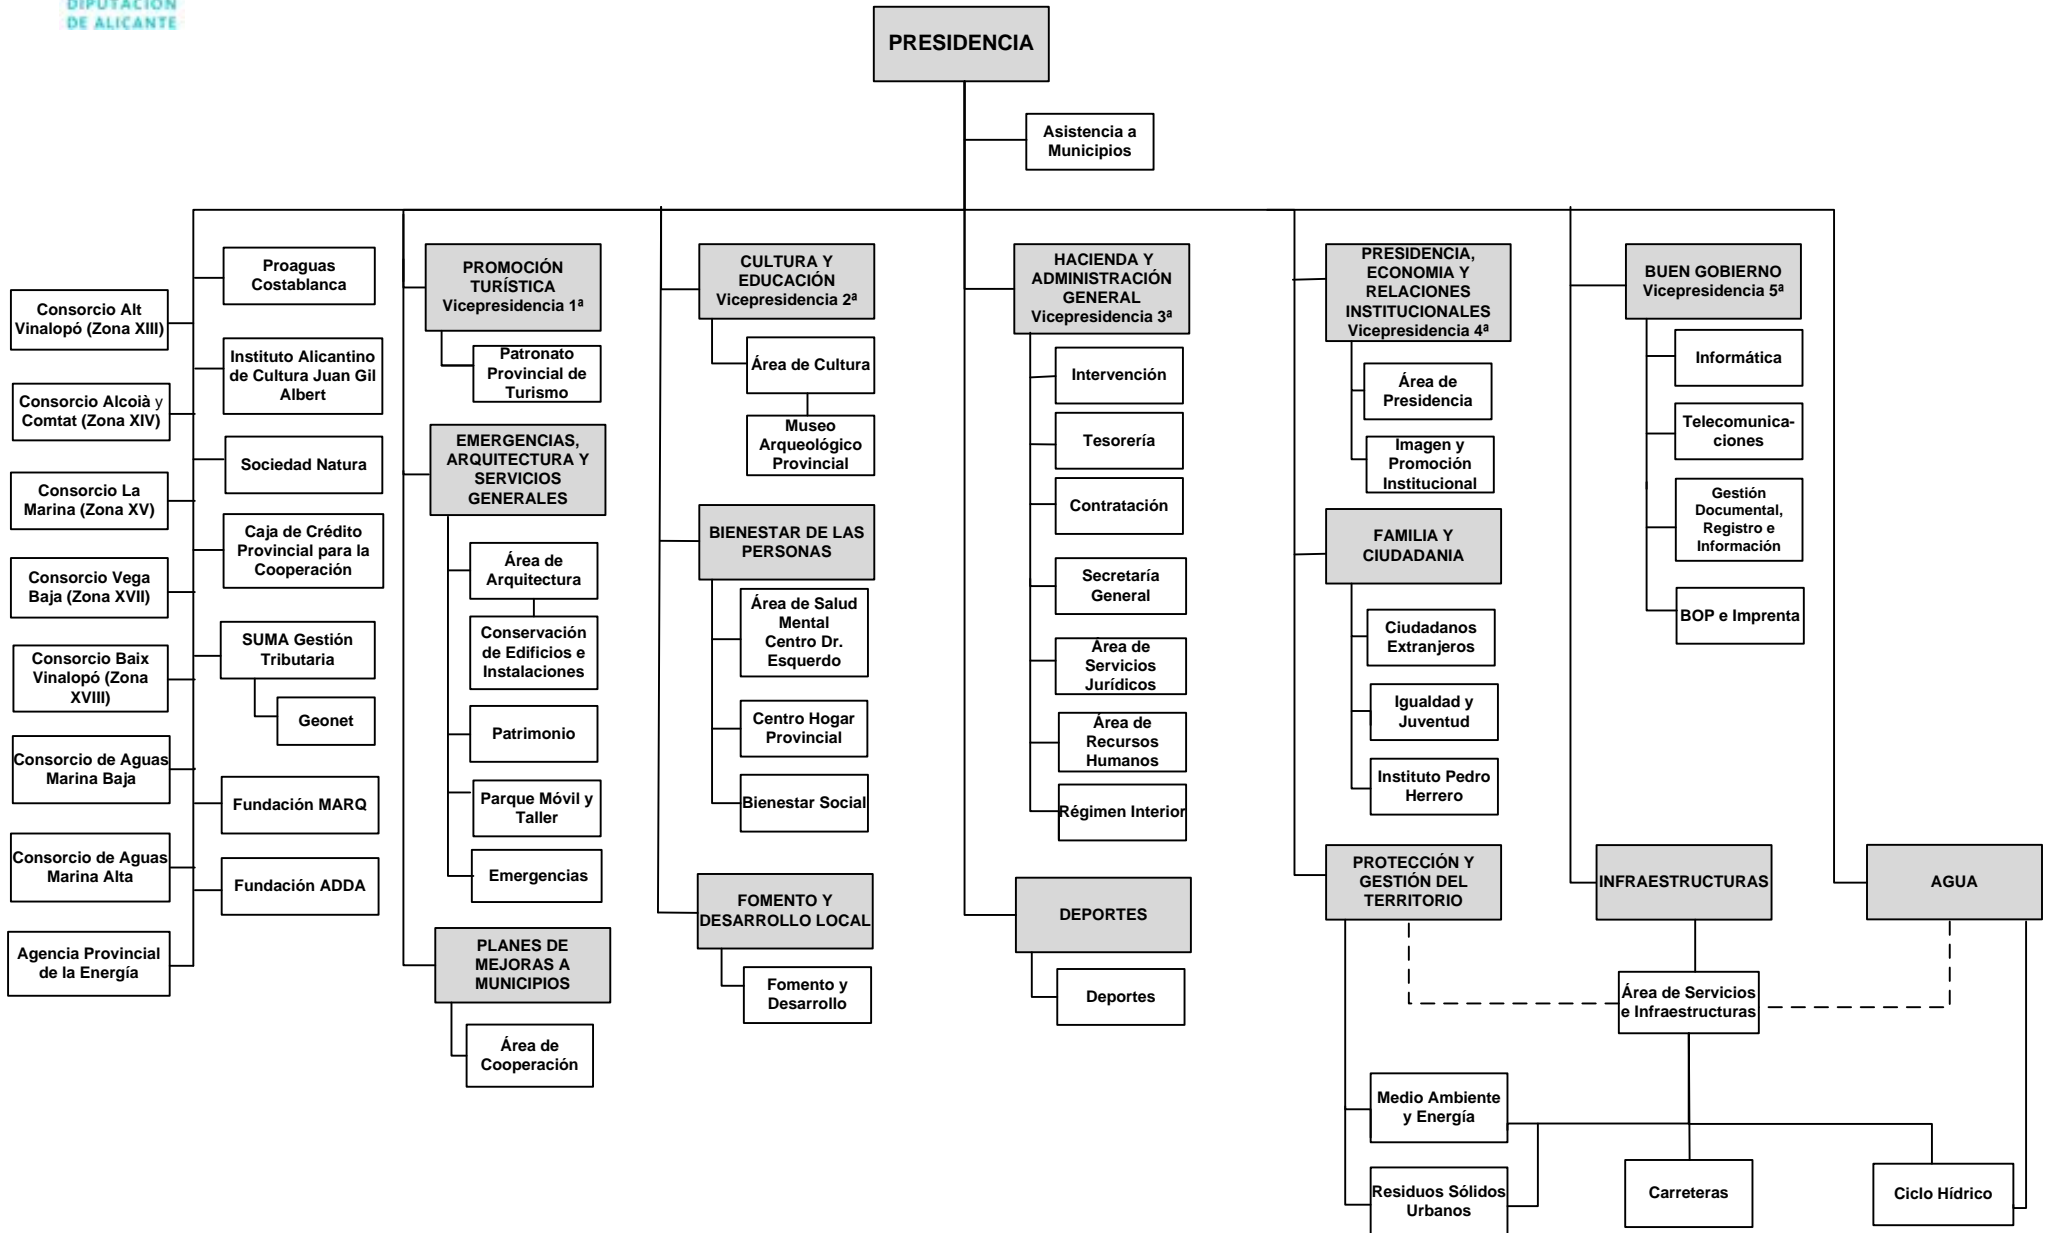 DIPUTACIÓN
DE ALICANTE
PRESIDENCIA
Asistencia a
Municipios
Consorcio Alt
Vinalopó (Zona XIII)
Consorcio Alcoià y
Comtat (Zona XIV)
Consorcio La
Marina (Zona XV)
Consorcio Vega
Baja (Zona XVII)
Consorcio Baix
Vinalopó (Zona
XVIII)
Consorcio de Aguas
Marina Baja
Consorcio de Aguas
Marina Alta
Agencia Provincial
de la Energía
Proaguas
Costablanca
Instituto Alicantino
de Cultura Juan Gil
Albert
Sociedad Natura
Caja de Crédito
Provincial para la
Cooperación
SUMA Gestión
Tributaria
Geonet
Fundación MARQ
Fundación ADDA
PROMOCIÓN
TURÍSTICA
Vicepresidencia 1ª
Patronato
Provincial de
Turismo
EMERGENCIAS,
ARQUITECTURA Y
SERVICIOS
GENERALES
Área de
Arquitectura
Conservación
de Edificios e
Instalaciones
Patrimonio
Parque Móvil y
Taller
Emergencias
PLANES DE
MEJORAS A
MUNICIPIOS
Área de
Cooperación
CULTURA Y
EDUCACIÓN
Vicepresidencia 2ª
Área de Cultura
Museo
Arqueológico
Provincial
BIENESTAR DE LAS
PERSONAS
Área de Salud
Mental
Centro Dr.
Esquerdo
Centro Hogar
Provincial
Bienestar Social
FOMENTO Y
DESARROLLO LOCAL
Fomento y
Desarrollo
HACIENDA Y
ADMINISTRACIÓN
GENERAL
Vicepresidencia 3ª
Intervención
Tesorería
Contratación
Secretaría
General
Área de
Servicios
Jurídicos
Área de
Recursos
Humanos
Régimen Interior
DEPORTES
Deportes
PRESIDENCIA,
ECONOMIA Y
RELACIONES
INSTITUCIONALES
Vicepresidencia 4ª
Área de
Presidencia
Imagen y
Promoción
Institucional
FAMILIA Y
CIUDADANIA
Ciudadanos
Extranjeros
Igualdad y
Juventud
Instituto Pedro
Herrero
PROTECCIÓN Y
GESTIÓN DEL
TERRITORIO
Medio Ambiente
y Energía
Residuos Sólidos
Urbanos
BUEN GOBIERNO
Vicepresidencia 5ª
Informática
Telecomunica-
ciones
Gestión
Documental,
Registro e
Información
BOP e Imprenta
INFRAESTRUCTURAS
Área de Servicios
e Infraestructuras
Carreteras
AGUA
Ciclo Hídrico